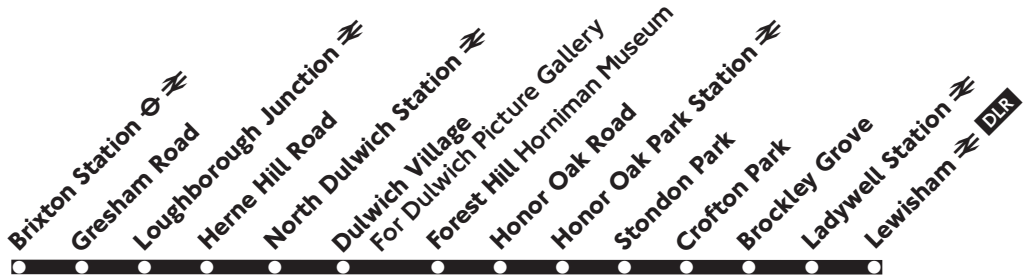 Brixton Station
Gresham Road
Loughborough Junction
Herne Hill Road
North Dulwich Station
Dulwich Village
For Dulwich Picture Gallery
Forest Hill Horniman Museum
Honor Oak Road
Honor Oak Park Station
Stondon Park
Crofton Park
Brockley Grove
Ladywell Station
Lewisham DLR